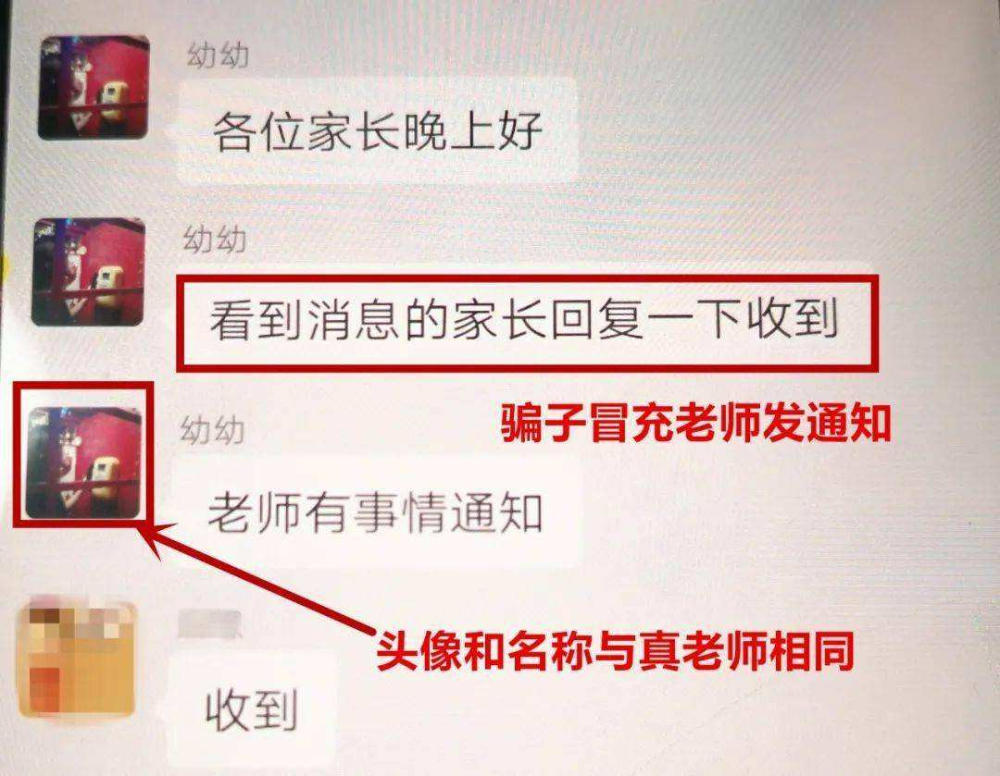 幼幼
各位家长晚上好
幼幼
看到消息的家长回复一下收到
骗子冒充老师发通知
幼幼
老师有事情通知
头像和名称与真老师相同
收到